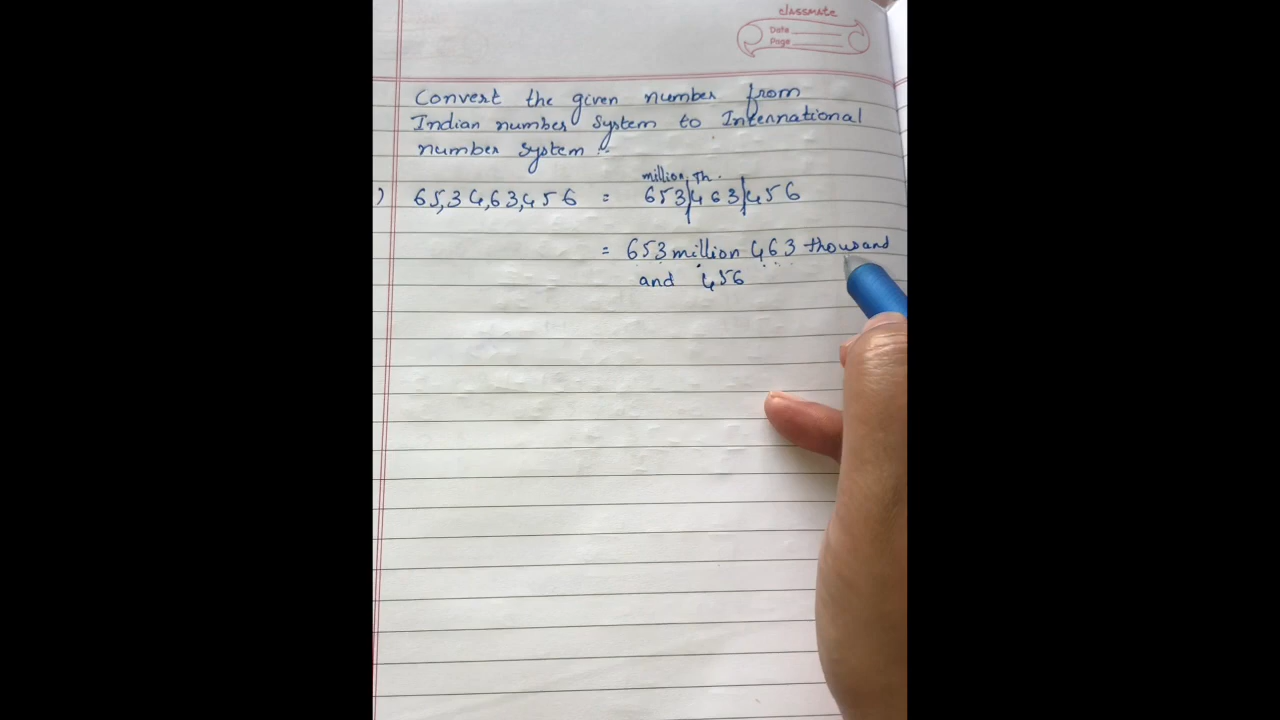 classmate
Date
Page
Convert the given number from
Indian number System to International
number system :-
million Th.
) 65,34,63,456 = 653|463|456
= 653 million 463 thousand
and 456